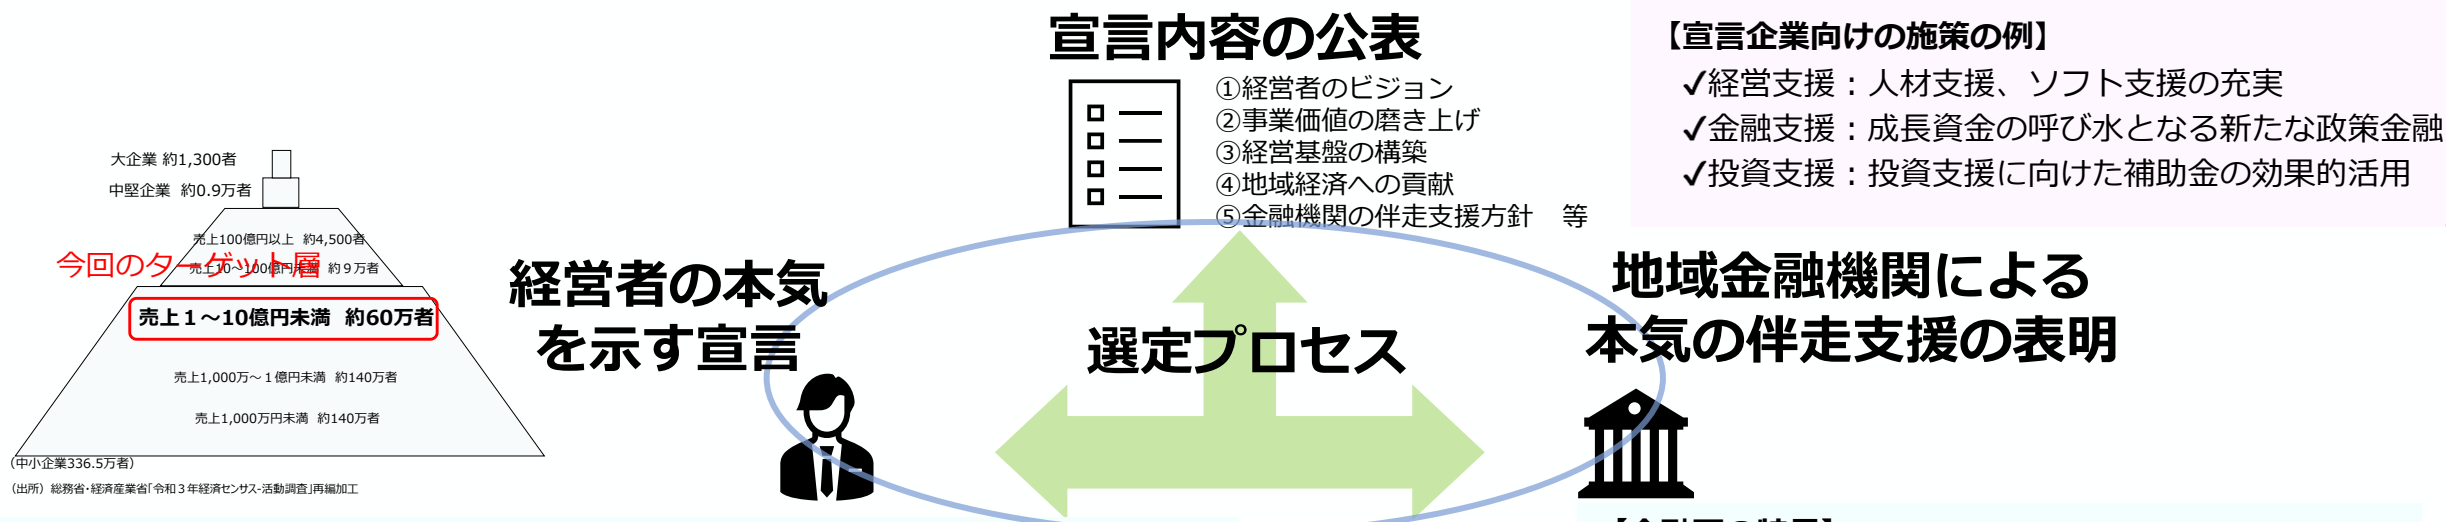 宣言内容の公表
①経営者のビジョン
②事業価値の磨き上げ
③経営基盤の構築
④地域経済への貢献
⑤金融機関の伴走支援方針　等
【宣言企業向けの施策の例】
✓経営支援：人材支援、ソフト支援の充実
✓金融支援：成長資金の呼び水となる新たな政策金融
✓投資支援：投資支援に向けた補助金の効果的活用
大企業 約1,300者
中堅企業 約0.9万者
売上100億円以上 約4,500者
今回のターゲット層
売上10～100億円未満 約９万者
売上１～10億円未満 約60万者
売上1,000万～１億円未満 約140万者
売上1,000万円未満 約140万者
（中小企業336.5万者）
（出所）総務省・経済産業省「令和３年経済センサス‐活動調査」再編加工
経営者の本気
を示す宣言
選定プロセス
地域金融機関による
本気の伴走支援の表明